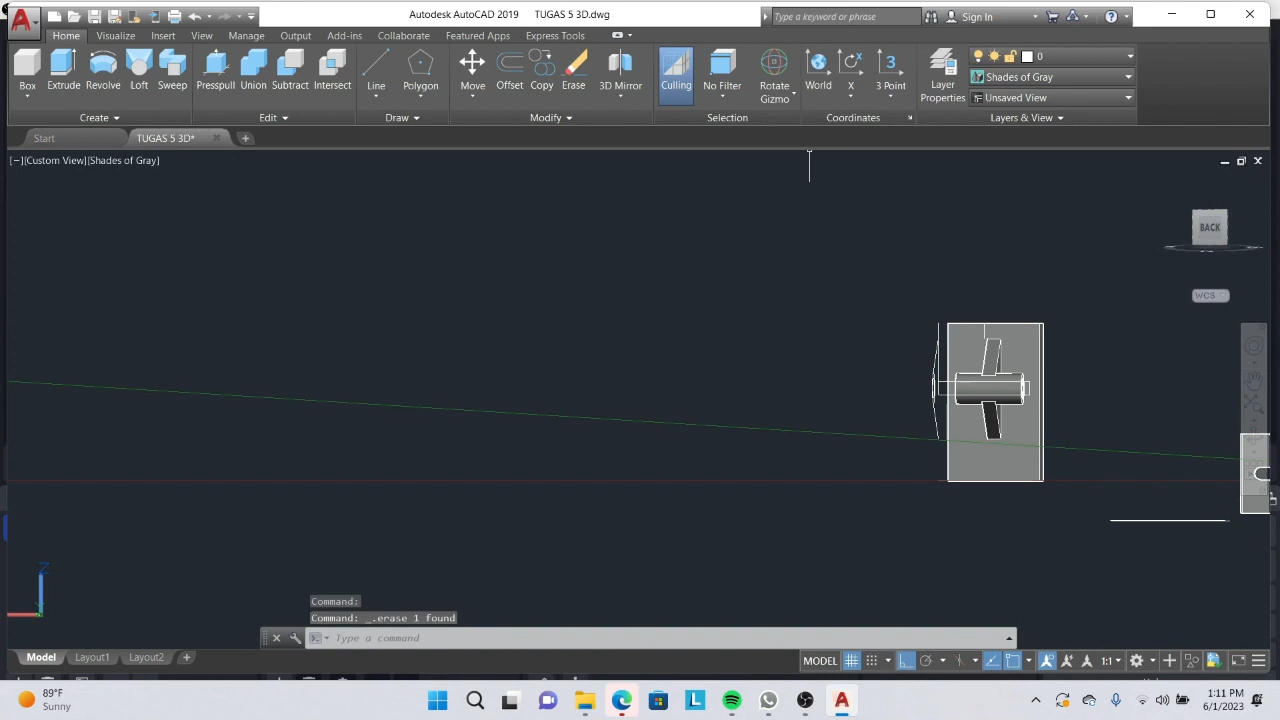 Autodesk AutoCAD 2019 TUGAS 5 3D.dwg
Type a keyword or phrase
Sign In
Home Visualize Insert View Manage Output Add-ins Collaborate Featured Apps Express Tools
Box Extrude Revolve Loft Sweep Presspull Union Subtract Intersect Line Polygon Move Offset Copy Erase 3D Mirror Culling No Filter Rotate Gizmo World X 3 Point Layer Properties
0
Shades of Gray
Unsaved View
Create Edit Draw Modify Selection Coordinates Layers & View
Start TUGAS 5 3D*
[−][Custom View][Shades of Gray]
BACK
WCS
Z
Command:
Command: _.erase 1 found
Type a command
Model Layout1 Layout2 MODEL 1:1
89°F
Sunny
1:11 PM
6/1/2023